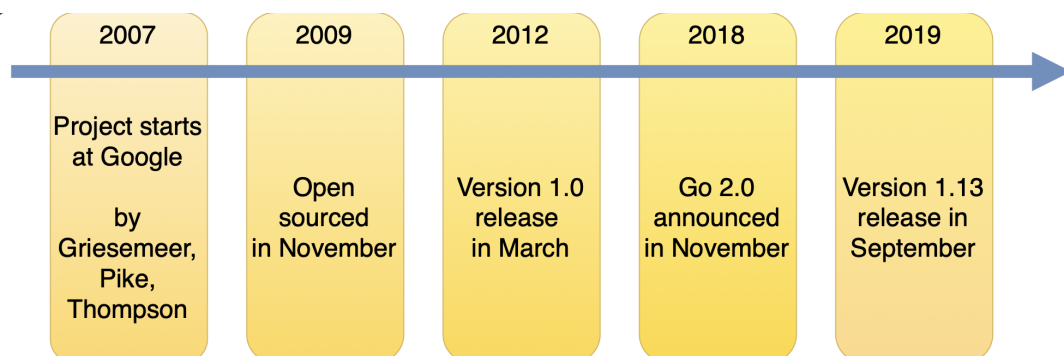 2007
Project starts
at Google
by
Griesemeer,
Pike,
Thompson
2009
Open
sourced
in November
2012
Version 1.0
release
in March
2018
Go 2.0
announced
in November
2019
Version 1.13
release in
September